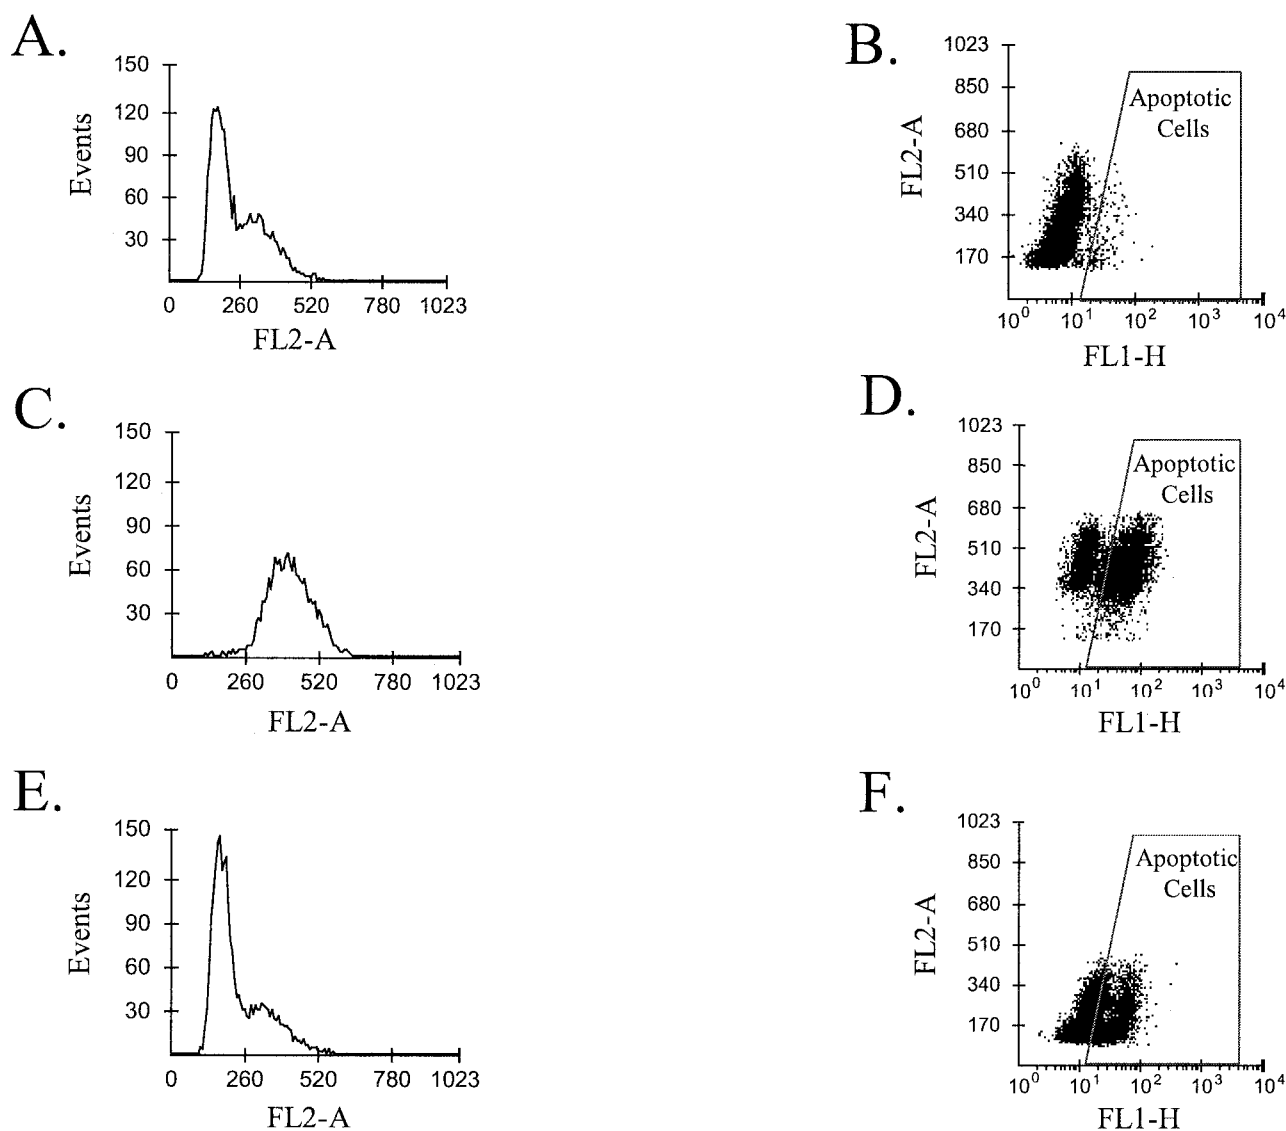 A.
150
120
90
60
30
Events
0 260 520 780 1023
FL2-A
B.
1023
850
680
510
340
170
FL2-A
Apoptotic
Cells
10^0 10^1 10^2 10^3 10^4
FL1-H
C.
150
120
90
60
30
Events
0 260 520 780 1023
FL2-A
D.
1023
850
680
510
340
170
FL2-A
Apoptotic
Cells
10^0 10^1 10^2 10^3 10^4
FL1-H
E.
150
120
90
60
30
Events
0 260 520 780 1023
FL2-A
F.
1023
850
680
510
340
170
FL2-A
Apoptotic
Cells
10^0 10^1 10^2 10^3 10^4
FL1-H